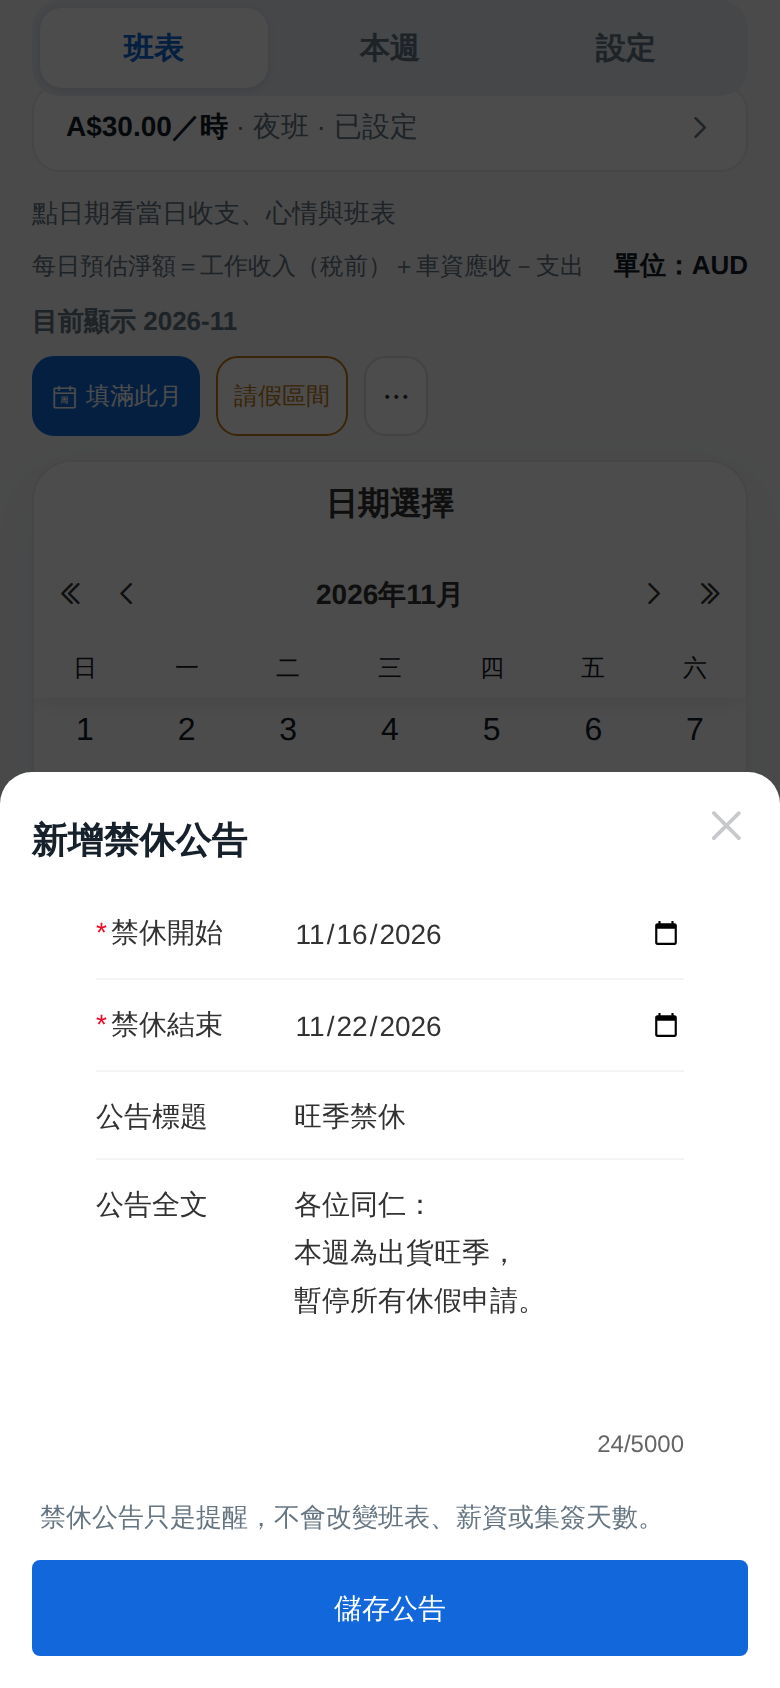 班表
本週
設定
A$30.00／時 · 夜班 · 已設定
點日期看當日收支、心情與班表
每日預估淨額＝工作收入（稅前）＋車資應收－支出
單位：AUD
目前顯示 2026-11
填滿此月
請假區間
···
日期選擇
2026年11月
日 一 二 三 四 五 六
1 2 3 4 5 6 7
新增禁休公告
*禁休開始 11/16/2026
*禁休結束 11/22/2026
公告標題 旺季禁休
公告全文 各位同仁：
本週為出貨旺季，
暫停所有休假申請。
24/5000
禁休公告只是提醒，不會改變班表、薪資或集簽天數。
儲存公告